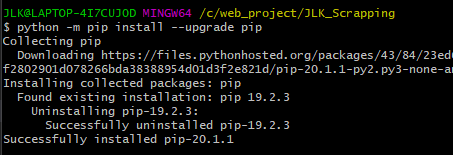 JLK@LAPTOP-4I7CUJOD MINGW64 /c/web_project/JLK_Scrapping
$ python -m pip install --upgrade pip
Collecting pip
  Downloading https://files.pythonhosted.org/packages/43/84/23ed
f2802901d078266bda38388954d01d3f2e821d/pip-20.1.1-py2.py3-none-a
Installing collected packages: pip
  Found existing installation: pip 19.2.3
    Uninstalling pip-19.2.3:
      Successfully uninstalled pip-19.2.3
Successfully installed pip-20.1.1